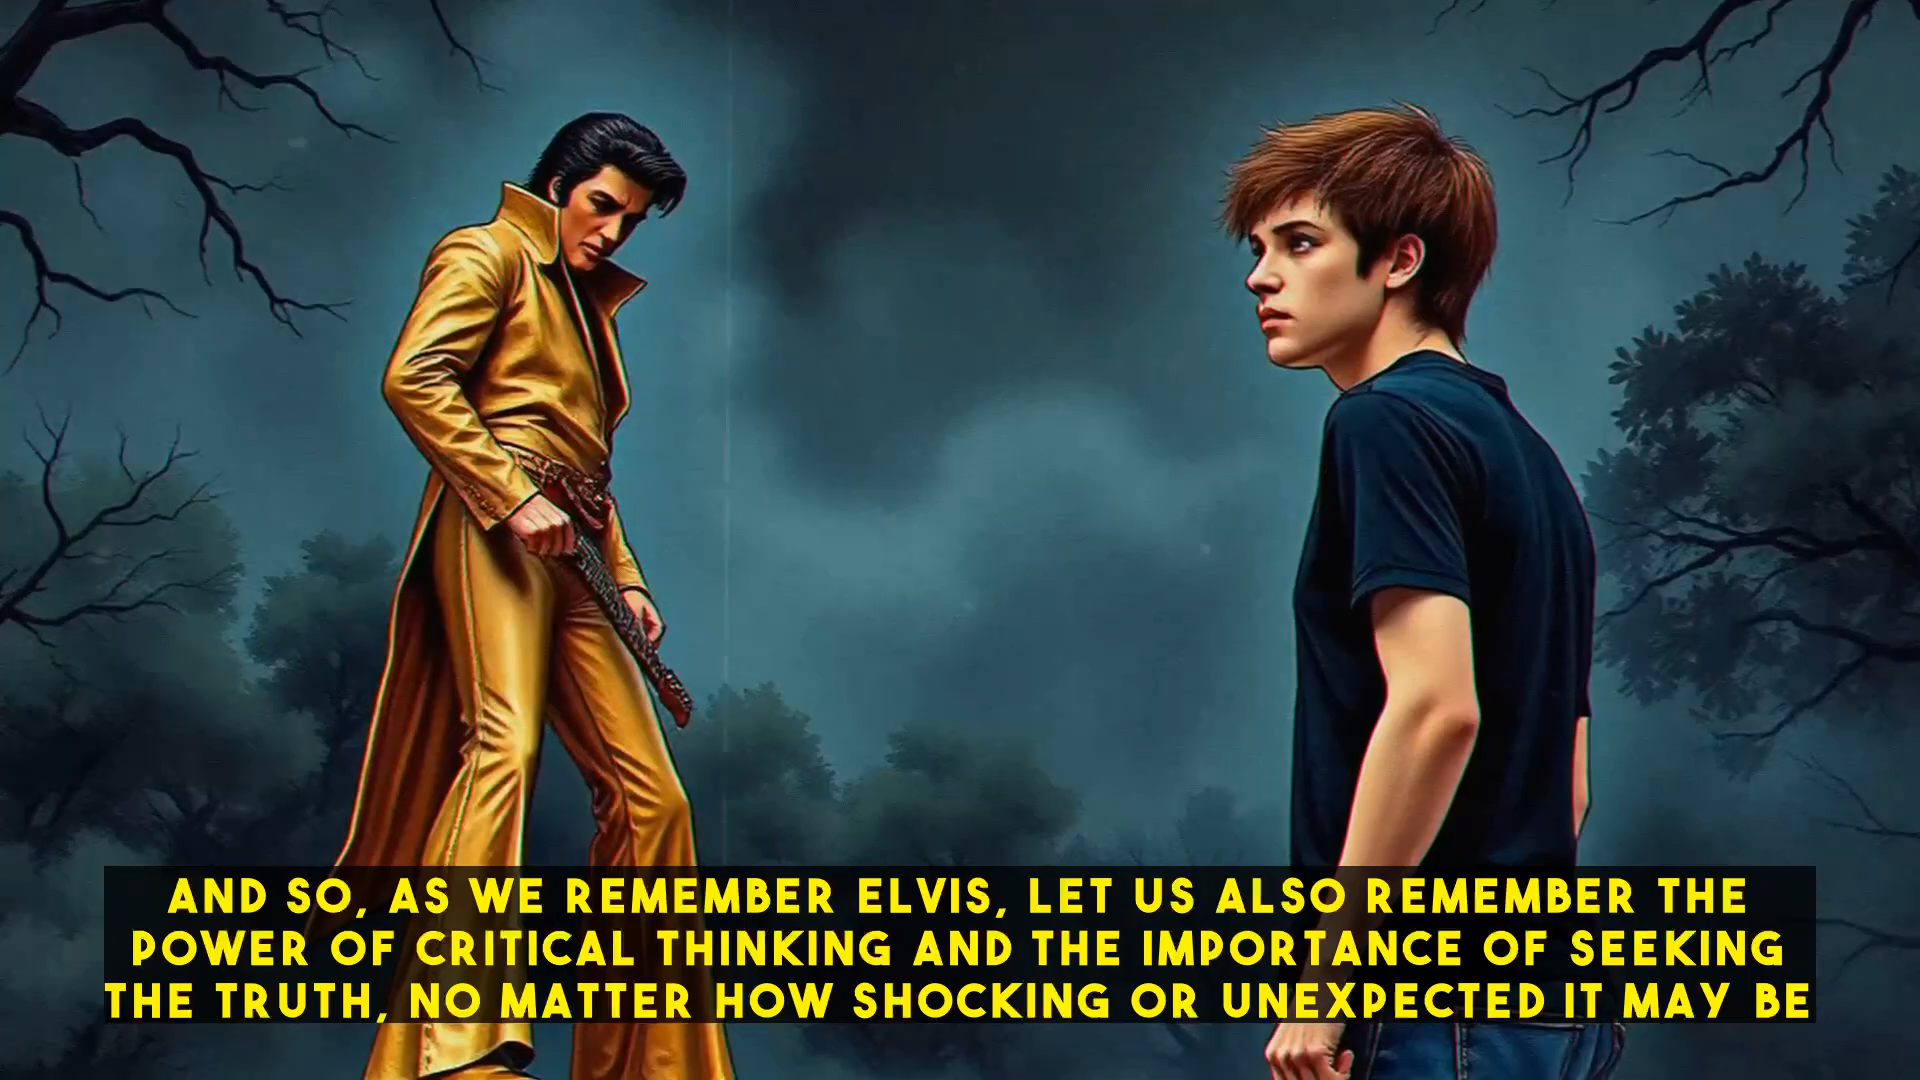 AND SO, AS WE REMEMBER ELVIS, LET US ALSO REMEMBER THE
POWER OF CRITICAL THINKING AND THE IMPORTANCE OF SEEKING
THE TRUTH, NO MATTER HOW SHOCKING OR UNEXPECTED IT MAY BE